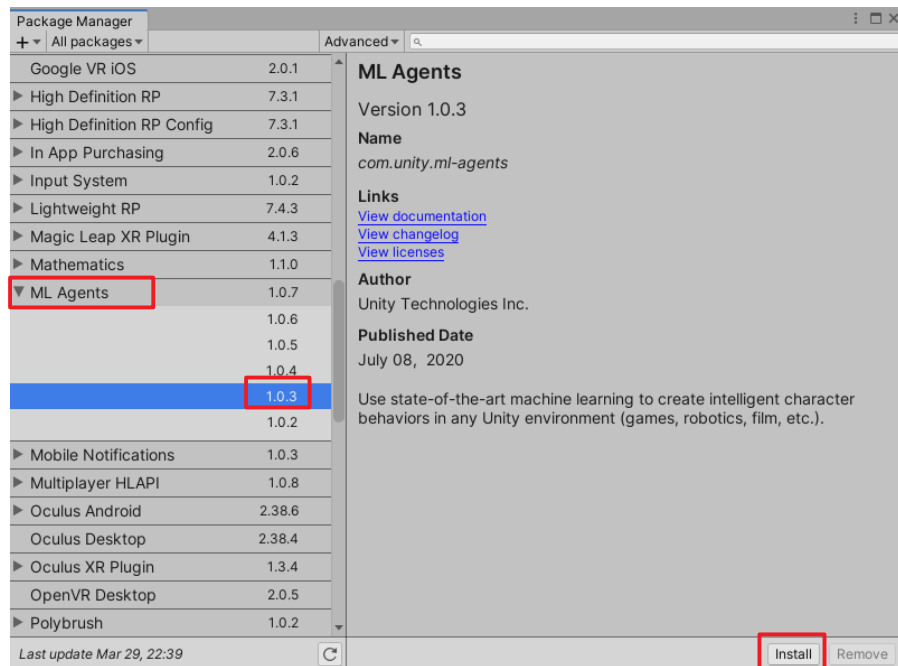 Package Manager
+ All packages Advanced
Google VR iOS 2.0.1
High Definition RP 7.3.1
High Definition RP Config 7.3.1
In App Purchasing 2.0.6
Input System 1.0.2
Lightweight RP 7.4.3
Magic Leap XR Plugin 4.1.3
Mathematics 1.1.0
ML Agents 1.0.7
1.0.6
1.0.5
1.0.4
1.0.3
1.0.2
Mobile Notifications 1.0.3
Multiplayer HLAPI 1.0.8
Oculus Android 2.38.6
Oculus Desktop 2.38.4
Oculus XR Plugin 1.3.4
OpenVR Desktop 2.0.5
Polybrush 1.0.2
Last update Mar 29, 22:39
ML Agents
Version 1.0.3
Name
com.unity.ml-agents
Links
View documentation
View changelog
View licenses
Author
Unity Technologies Inc.
Published Date
July 08, 2020
Use state-of-the-art machine learning to create intelligent character
behaviors in any Unity environment (games, robotics, film, etc.).
Install Remove